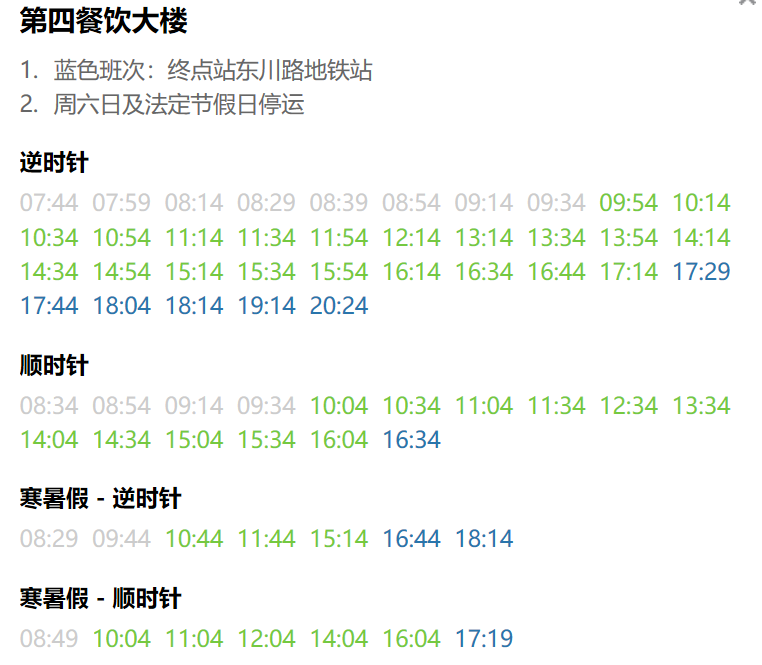 第四餐饮大楼
1. 蓝色班次：终点站东川路地铁站
2. 周六日及法定节假日停运
逆时针
07:44 07:59 08:14 08:29 08:39 08:54 09:14 09:34 09:54 10:14
10:34 10:54 11:14 11:34 11:54 12:14 13:14 13:34 13:54 14:14
14:34 14:54 15:14 15:34 15:54 16:14 16:34 16:44 17:14 17:29
17:44 18:04 18:14 19:14 20:24
顺时针
08:34 08:54 09:14 09:34 10:04 10:34 11:04 11:34 12:34 13:34
14:04 14:34 15:04 15:34 16:04 16:34
寒暑假 - 逆时针
08:29 09:44 10:44 11:44 15:14 16:44 18:14
寒暑假 - 顺时针
08:49 10:04 11:04 12:04 14:04 16:04 17:19